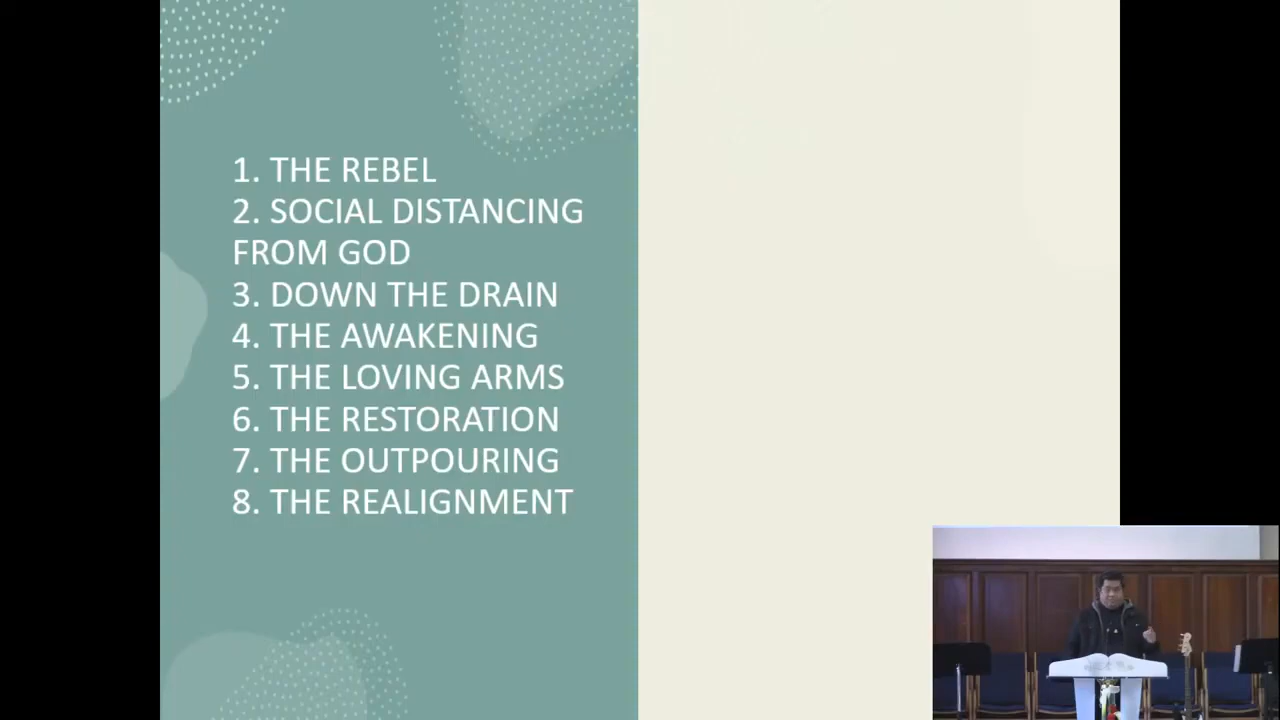 1. THE REBEL
2. SOCIAL DISTANCING
FROM GOD
3. DOWN THE DRAIN
4. THE AWAKENING
5. THE LOVING ARMS
6. THE RESTORATION
7. THE OUTPOURING
8. THE REALIGNMENT